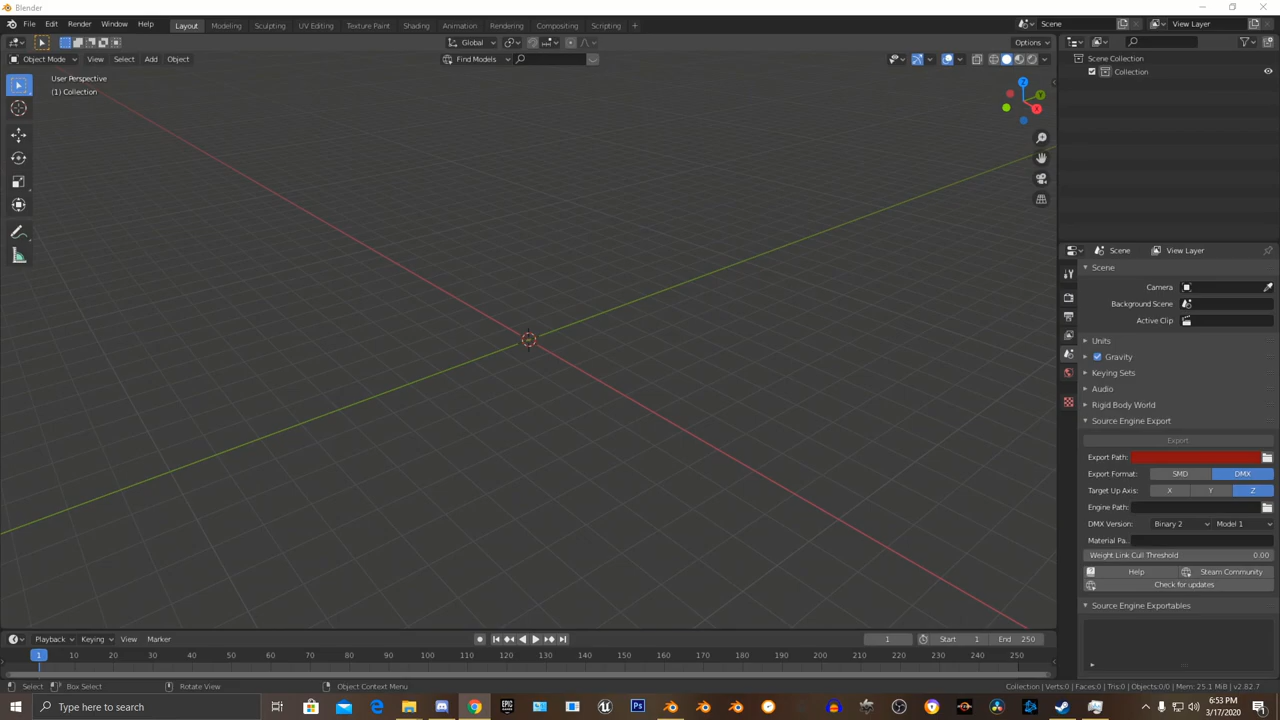 Blender
File Edit Render Window Help Layout Modeling Sculpting UV Editing Texture Paint Shading Animation Rendering Compositing Scripting + Scene View Layer
Global Options
Object Mode View Select Add Object Find Models
User Perspective
(1) Collection
Z
Y
X
Scene Collection
Collection
Scene View Layer
Scene
Camera
Background Scene
Active Clip
Units
Gravity
Keying Sets
Audio
Rigid Body World
Source Engine Export
Export
Export Path:
Export Format: SMD DMX
Target Up Axis: X Y Z
Engine Path:
DMX Version: Binary 2 Model 1
Material Pa..
Weight Link Cull Threshold 0.00
Help Steam Community
Check for updates
Source Engine Exportables
Playback Keying View Marker 1 Start 1 End 250
1 10 20 30 40 50 60 70 80 90 100 110 120 130 140 150 160 170 180 190 200 210 220 230 240 250
Select Box Select Rotate View Object Context Menu Collection | Verts:0 | Faces:0 | Tris:0 | Objects:0/0 | Mem: 25.1 MiB | v2.82.7
Type here to search
6:53 PM
3/17/2020